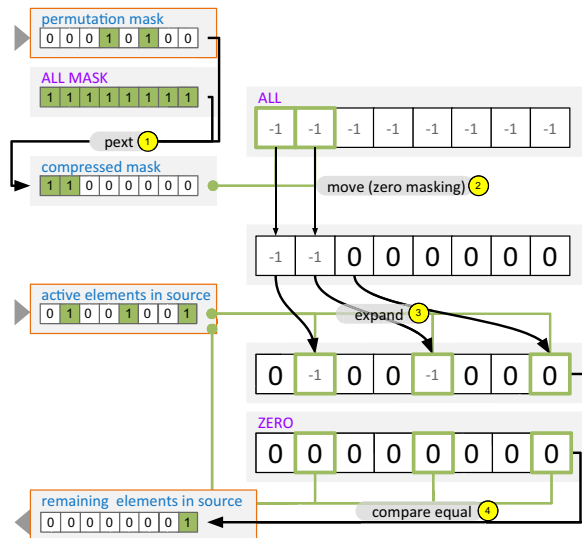 permutation mask
0 0 0 1 0 1 0 0
ALL MASK
1 1 1 1 1 1 1 1
pext 1
compressed mask
1 1 0 0 0 0 0 0
ALL
-1 -1 -1 -1 -1 -1 -1 -1
move (zero masking) 2
-1 -1 0 0 0 0 0 0
active elements in source
0 1 0 0 1 0 0 1
expand 3
0 -1 0 0 -1 0 0 0
ZERO
0 0 0 0 0 0 0 0
remaining elements in source
0 0 0 0 0 0 0 1
compare equal 4